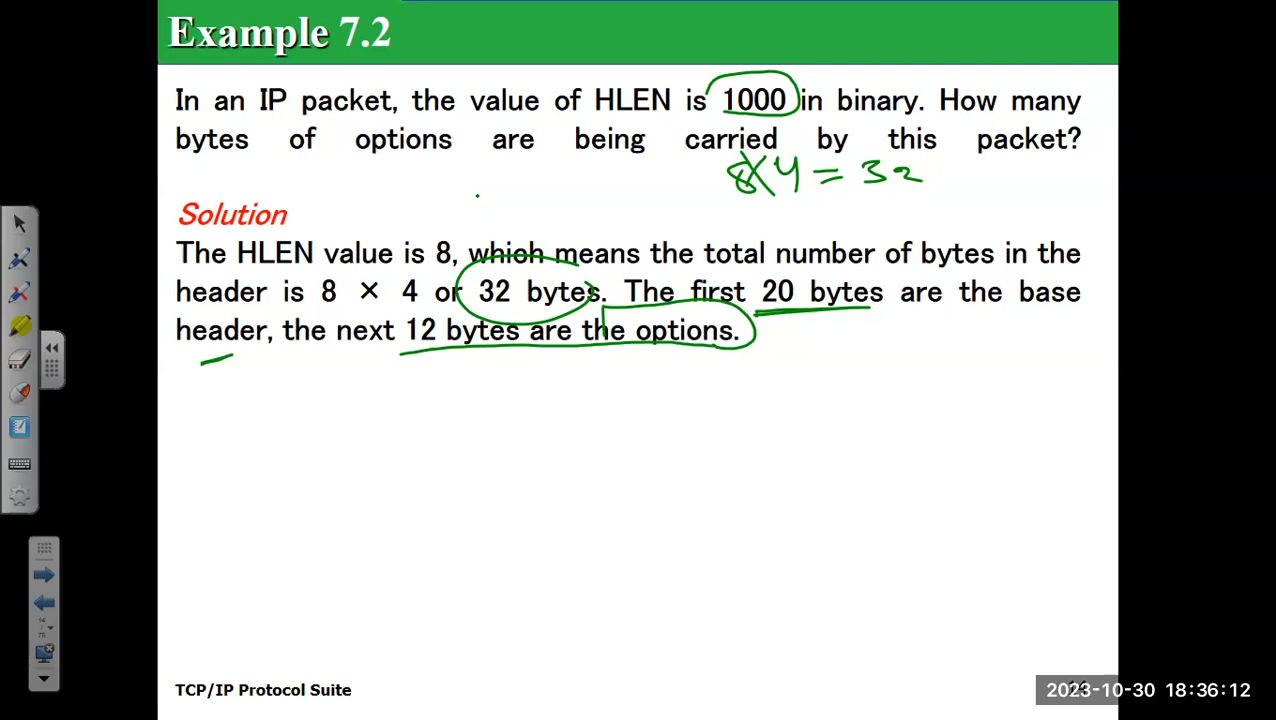 Example 7.2
In an IP packet, the value of HLEN is 1000 in binary. How many
bytes of options are being carried by this packet?
8×4 = 32
Solution
The HLEN value is 8, which means the total number of bytes in the
header is 8 × 4 or 32 bytes. The first 20 bytes are the base
header, the next 12 bytes are the options.
14
/
75
TCP/IP Protocol Suite
2023-10-30 18:36:12